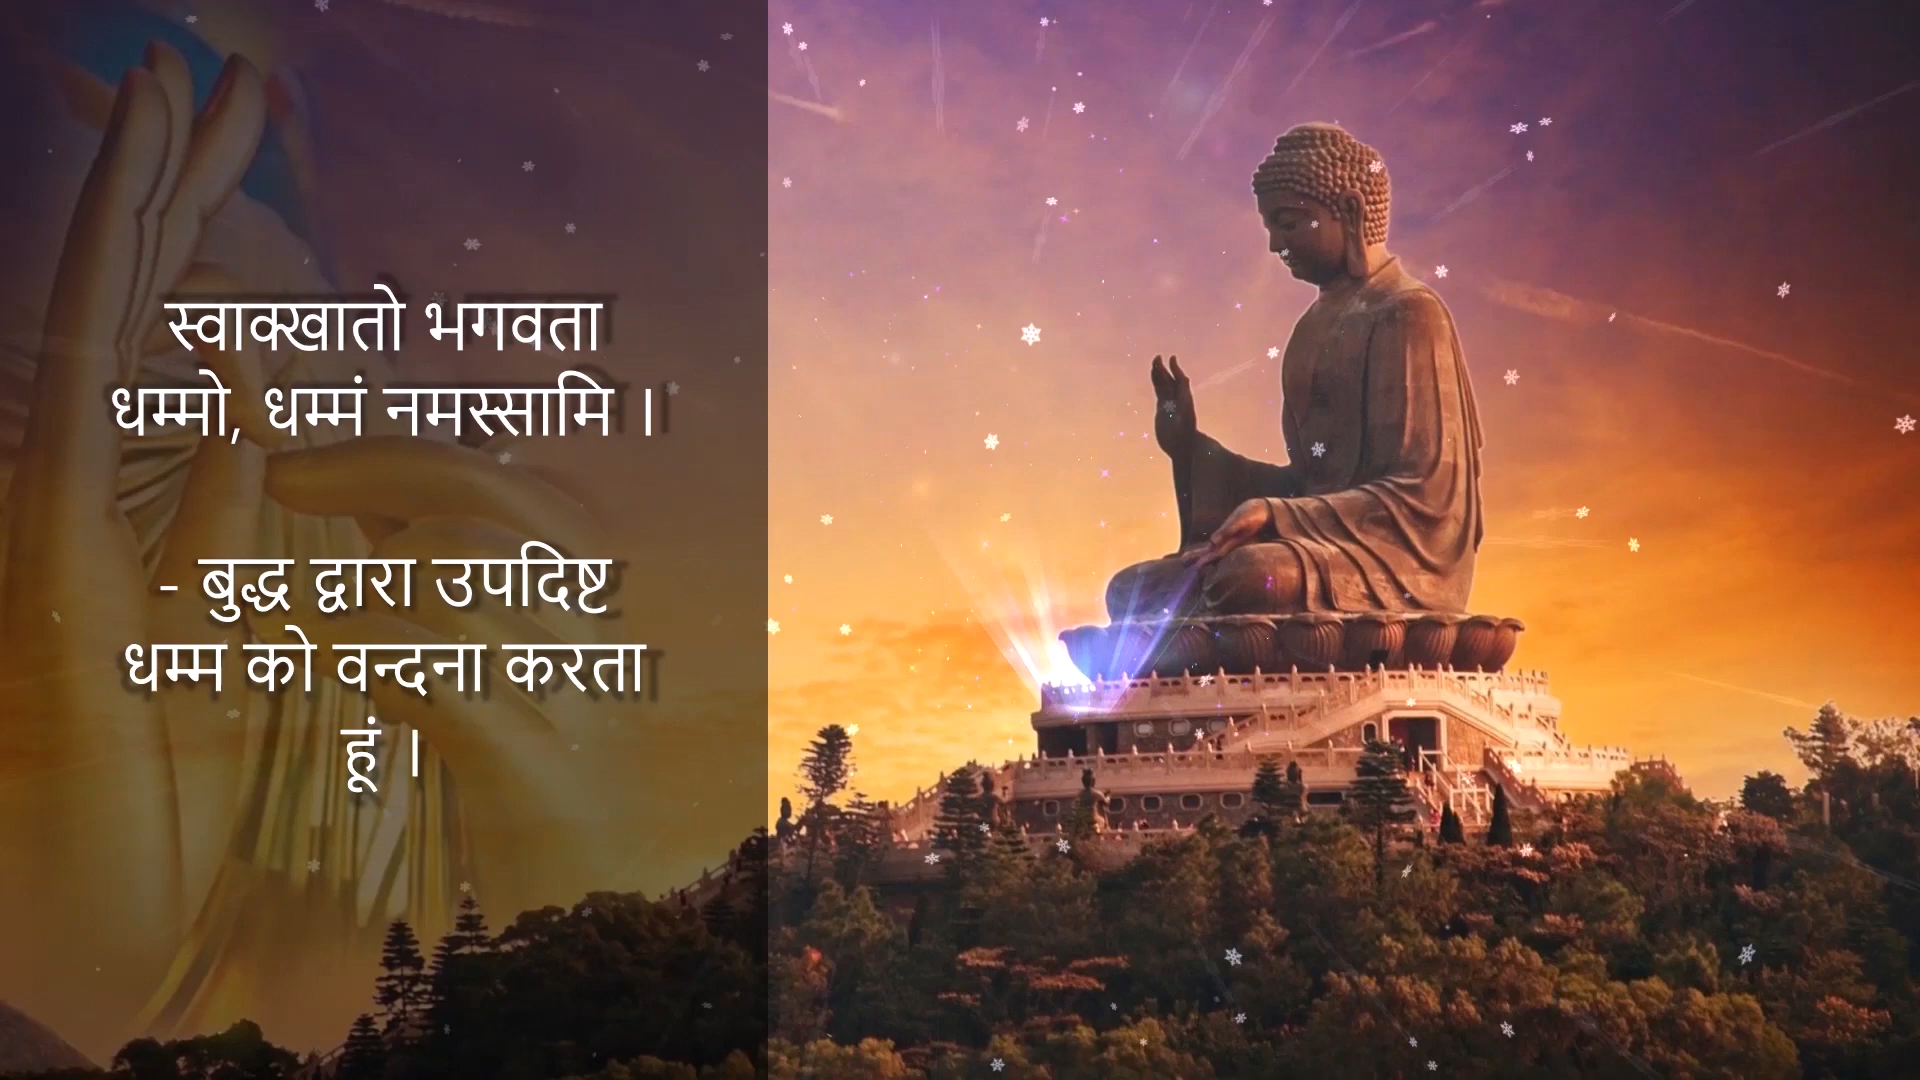 स्वाक्खातो भगवता
धम्मो, धम्मं नमस्सामि ।
- बुद्ध द्वारा उपदिष्ट
धम्म को वन्दना करता
हूं ।